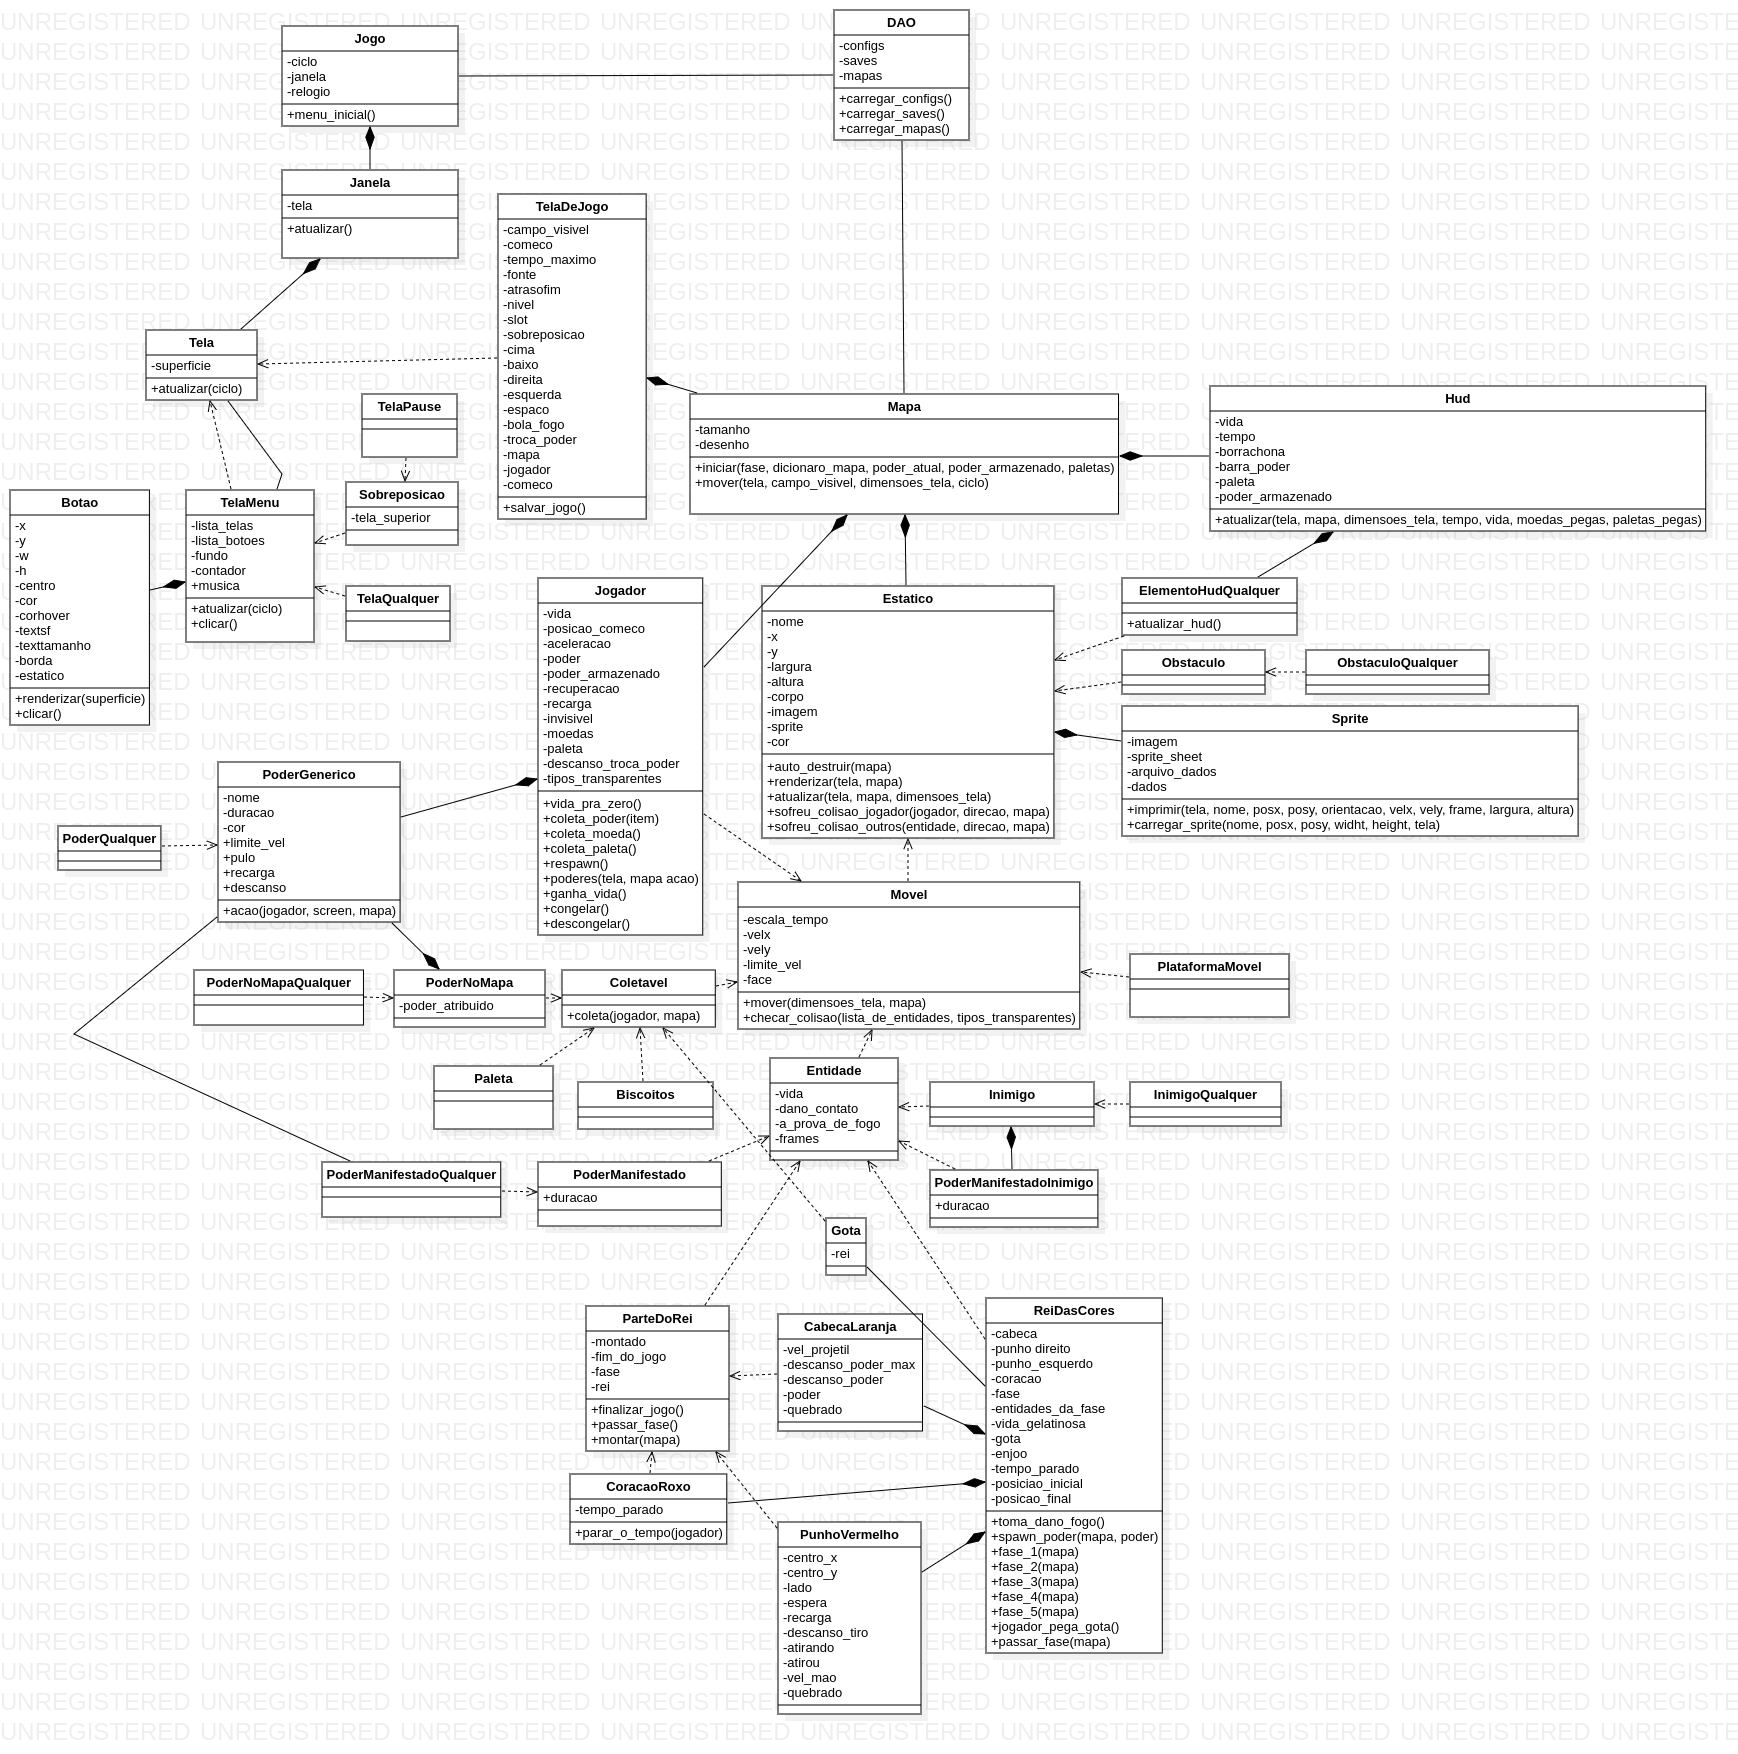 Jogo
-ciclo
-janela
-relogio
+menu_inicial()
DAO
-configs
-saves
-mapas
+carregar_configs()
+carregar_saves()
+carregar_mapas()
Janela
-tela
+atualizar()
TelaDeJogo
-campo_visivel
-comeco
-tempo_maximo
-fonte
-atrasofim
-nivel
-slot
-sobreposicao
-cima
-baixo
-direita
-esquerda
-espaco
-bola_fogo
-troca_poder
-mapa
-jogador
-comeco
+salvar_jogo()
Tela
-superficie
+atualizar(ciclo)
TelaPause
Mapa
-tamanho
-desenho
+iniciar(fase, dicionaro_mapa, poder_atual, poder_armazenado, paletas)
+mover(tela, campo_visivel, dimensoes_tela, ciclo)
Hud
-vida
-tempo
-borrachona
-barra_poder
-paleta
-poder_armazenado
+atualizar(tela, mapa, dimensoes_tela, tempo, vida, moedas_pegas, paletas_pegas)
Botao
-x
-y
-w
-h
-centro
-cor
-corhover
-textsf
-texttamanho
-borda
-estatico
+renderizar(superficie)
+clicar()
TelaMenu
-lista_telas
-lista_botoes
-fundo
-contador
+musica
+atualizar(ciclo)
+clicar()
Sobreposicao
-tela_superior
TelaQualquer
Jogador
-vida
-posicao_comeco
-aceleracao
-poder
-poder_armazenado
-recuperacao
-recarga
-invisivel
-moedas
-paleta
-descanso_troca_poder
-tipos_transparentes
+vida_pra_zero()
+coleta_poder(item)
+coleta_moeda()
+coleta_paleta()
+respawn()
+poderes(tela, mapa acao)
+ganha_vida()
+congelar()
+descongelar()
Estatico
-nome
-x
-y
-largura
-altura
-corpo
-imagem
-sprite
-cor
+auto_destruir(mapa)
+renderizar(tela, mapa)
+atualizar(tela, mapa, dimensoes_tela)
+sofreu_colisao_jogador(jogador, direcao, mapa)
+sofreu_colisao_outros(entidade, direcao, mapa)
ElementoHudQualquer
+atualizar_hud()
Obstaculo
ObstaculoQualquer
Sprite
-imagem
-sprite_sheet
-arquivo_dados
-dados
+imprimir(tela, nome, posx, posy, orientacao, velx, vely, frame, largura, altura)
+carregar_sprite(nome, posx, posy, widht, height, tela)
PoderGenerico
-nome
-duracao
-cor
+limite_vel
+pulo
+recarga
+descanso
+acao(jogador, screen, mapa)
PoderQualquer
Movel
-escala_tempo
-velx
-vely
-limite_vel
-face
+mover(dimensoes_tela, mapa)
+checar_colisao(lista_de_entidades, tipos_transparentes)
PlataformaMovel
PoderNoMapaQualquer
PoderNoMapa
-poder_atribuido
Coletavel
+coleta(jogador, mapa)
Paleta
Biscoitos
Entidade
-vida
-dano_contato
-a_prova_de_fogo
-frames
Inimigo
InimigoQualquer
PoderManifestadoQualquer
PoderManifestado
+duracao
PoderManifestadoInimigo
+duracao
Gota
-rei
ParteDoRei
-montado
-fim_do_jogo
-fase
-rei
+finalizar_jogo()
+passar_fase()
+montar(mapa)
CabecaLaranja
-vel_projetil
-descanso_poder_max
-descanso_poder
-poder
-quebrado
ReiDasCores
-cabeca
-punho direito
-punho_esquerdo
-coracao
-fase
-entidades_da_fase
-vida_gelatinosa
-gota
-enjoo
-tempo_parado
-posiciao_inicial
-posicao_final
+toma_dano_fogo()
+spawn_poder(mapa, poder)
+fase_1(mapa)
+fase_2(mapa)
+fase_3(mapa)
+fase_4(mapa)
+fase_5(mapa)
+jogador_pega_gota()
+passar_fase(mapa)
CoracaoRoxo
-tempo_parado
+parar_o_tempo(jogador)
PunhoVermelho
-centro_x
-centro_y
-lado
-espera
-recarga
-descanso_tiro
-atirando
-atirou
-vel_mao
-quebrado